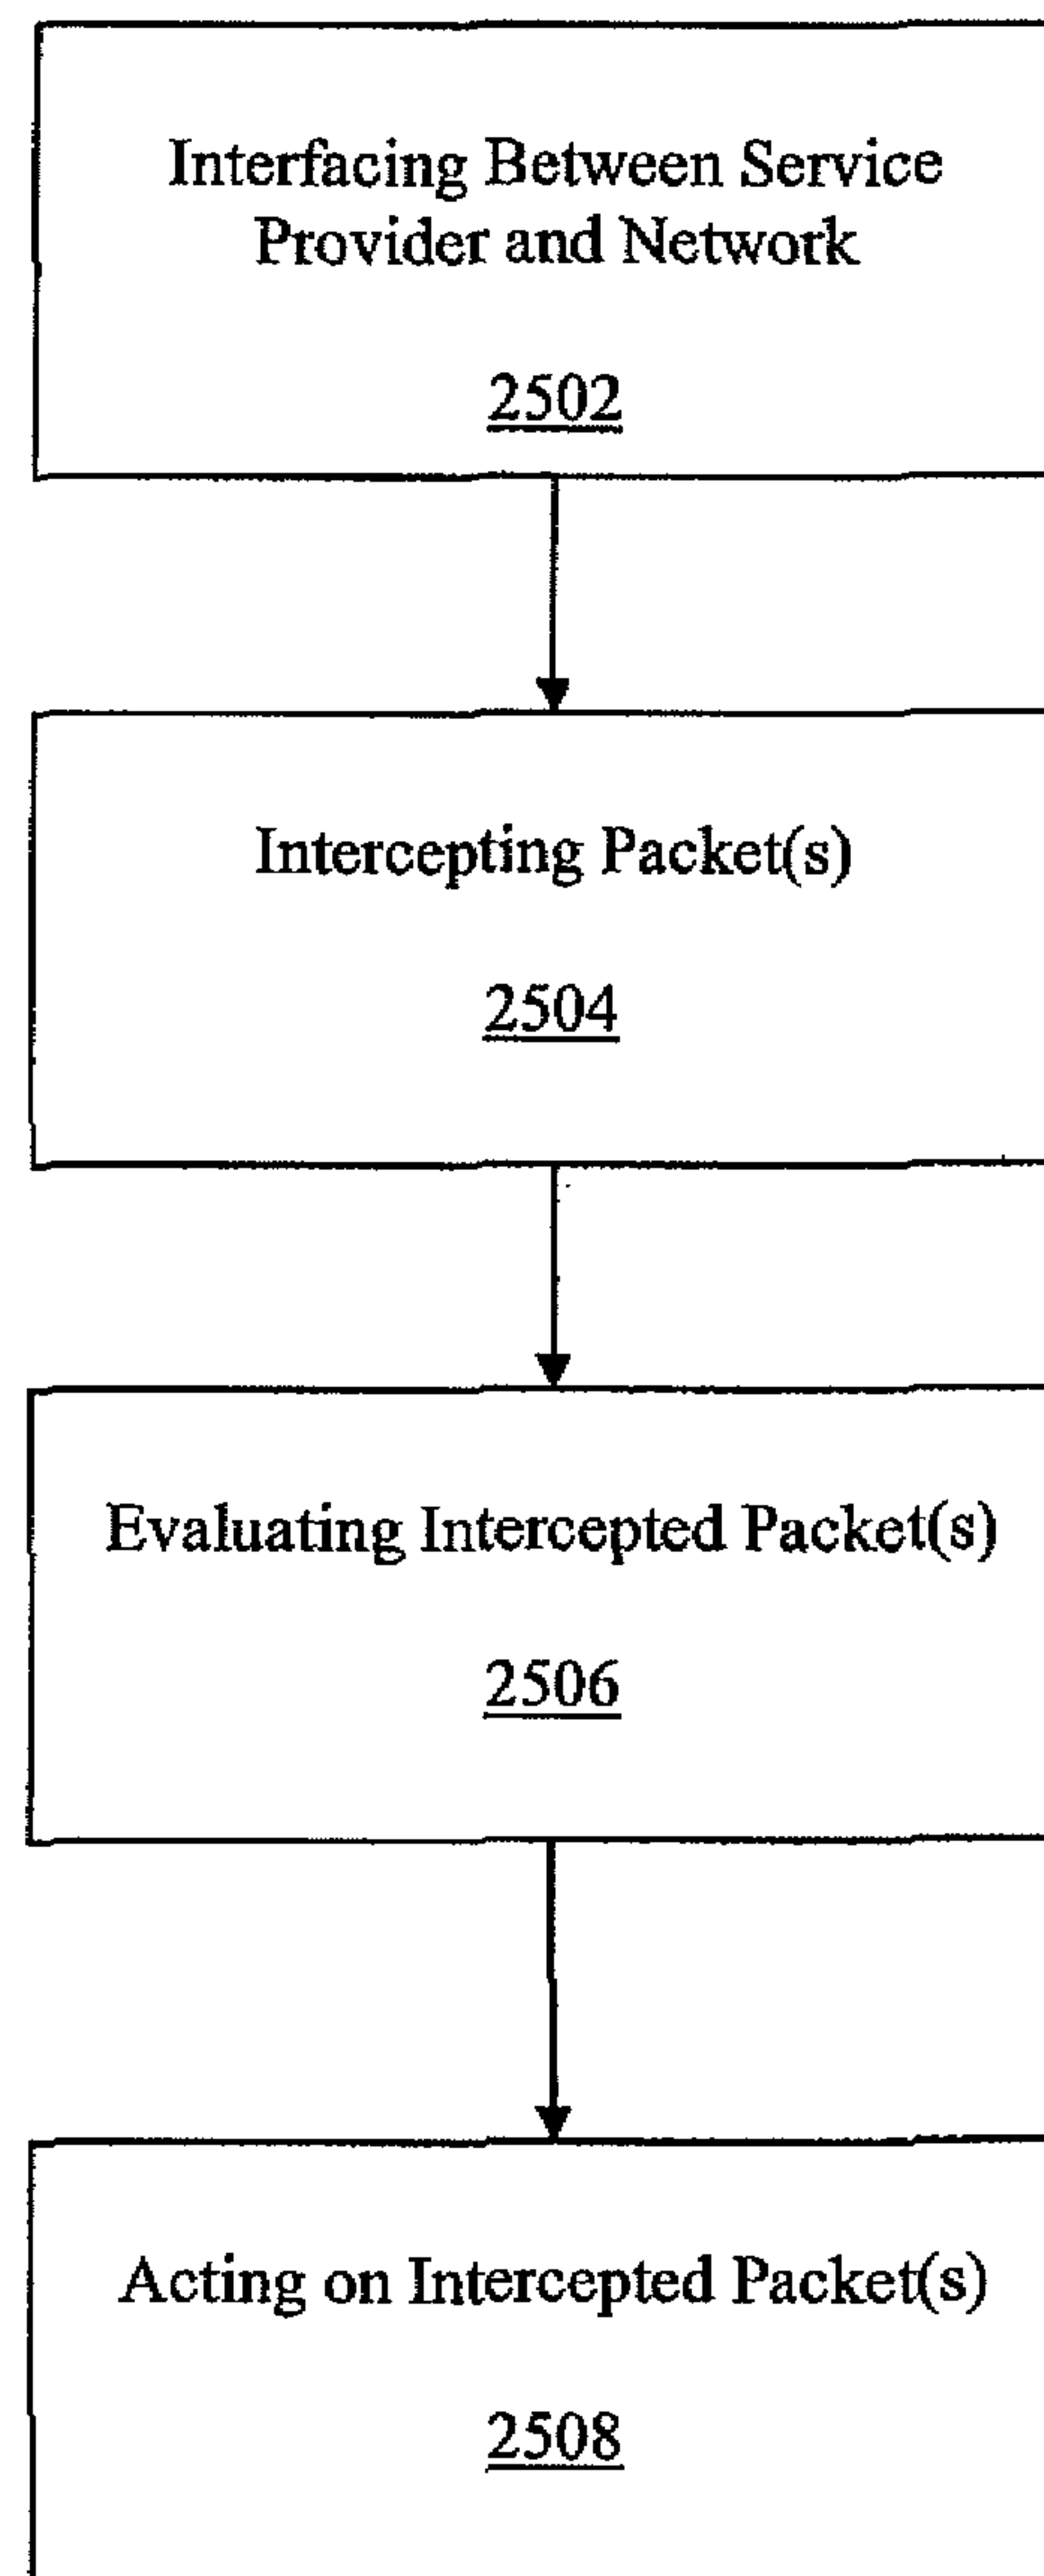 Interfacing Between Service
Provider and Network
2502
Intercepting Packet(s)
2504
Evaluating Intercepted Packet(s)
2506
Acting on Intercepted Packet(s)
2508